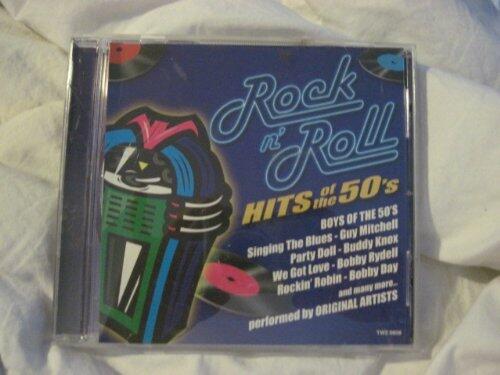 Rock
n' Roll
HITS of the 50's
BOYS OF THE 50'S
Singing The Blues - Guy Mitchell
Party Doll - Buddy Knox
We Got Love - Bobby Rydell
Rockin' Robin - Bobby Day
and many more...
performed by ORIGINAL ARTISTS